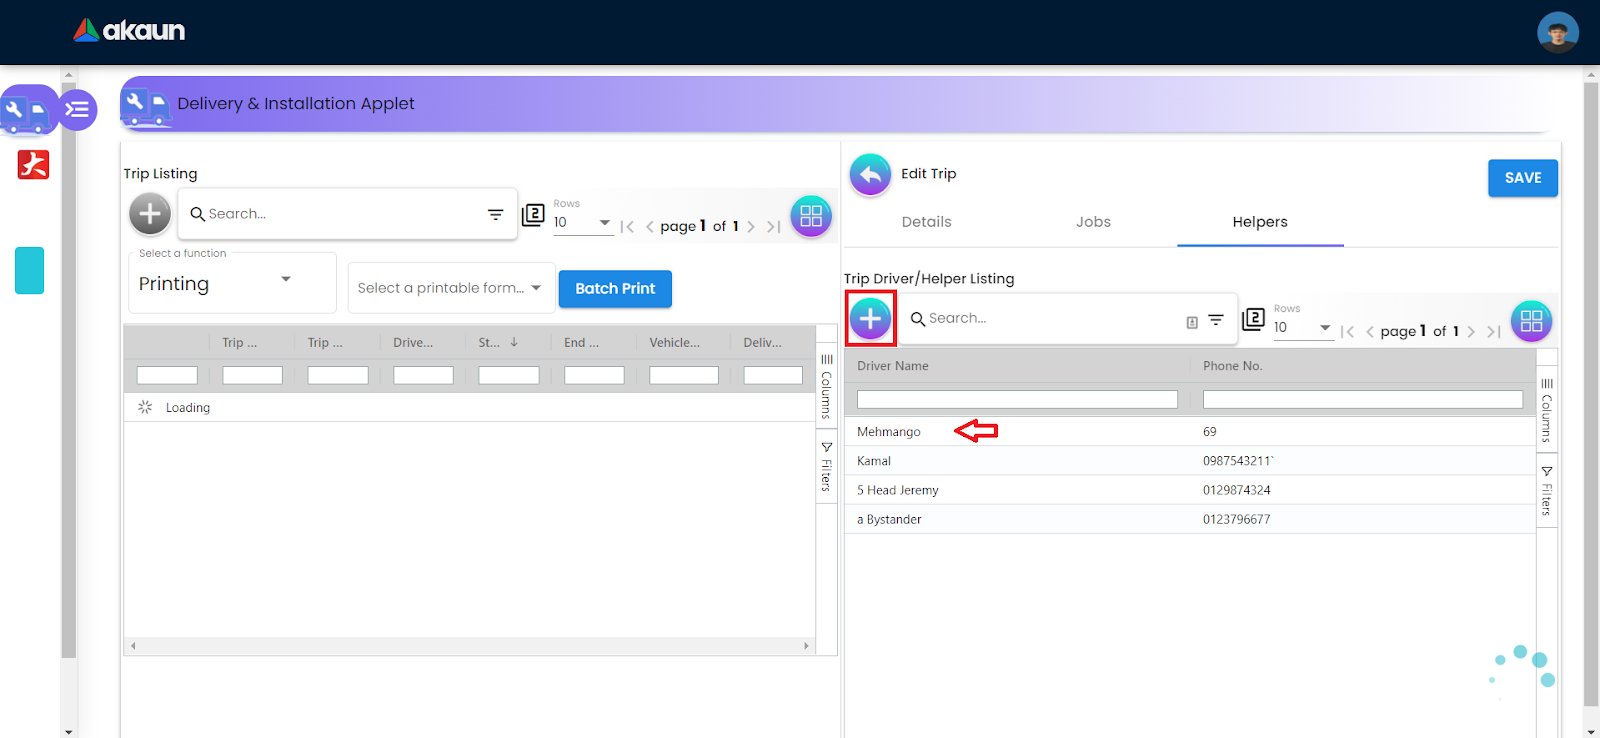 akaun
Delivery & Installation Applet
Trip Listing
Search...
2
Rows
10
page 1 of 1
Select a function
Printing
Select a printable form...
Batch Print
Trip ...
Trip ...
Drive...
St...
End ...
Vehicle...
Deliv...
Loading
Columns
Filters
Edit Trip
SAVE
Details
Jobs
Helpers
Trip Driver/Helper Listing
Search...
2
Rows
10
page 1 of 1
Driver Name
Phone No.
Mehmango
69
Kamal
0987543211`
5 Head Jeremy
0129874324
a Bystander
0123796677
Columns
Filters